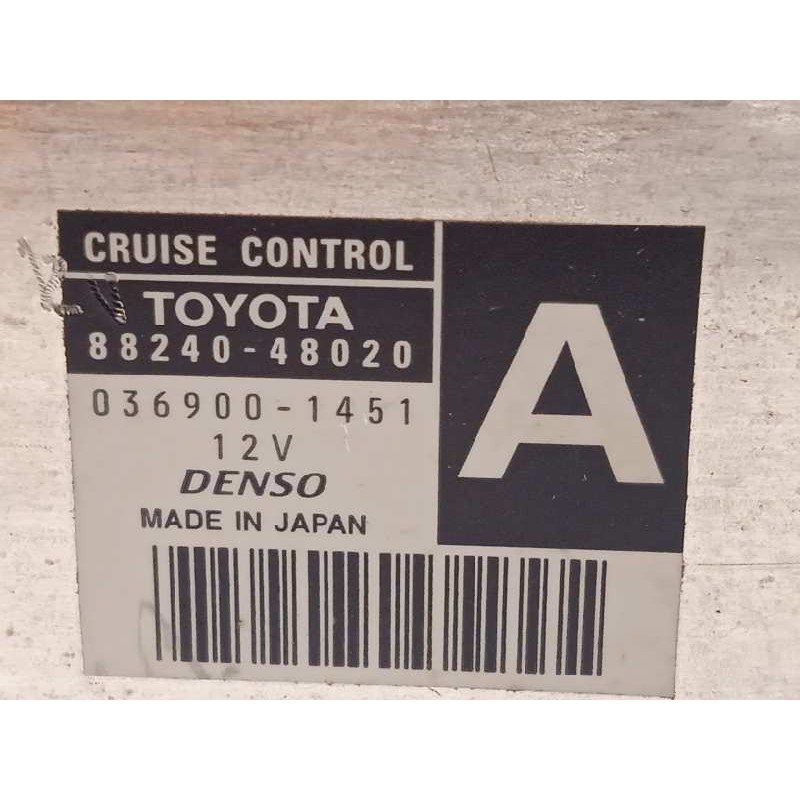 CRUISE CONTROL
TOYOTA
88240-48020
A
036900-1451
12V
DENSO
MADE IN JAPAN